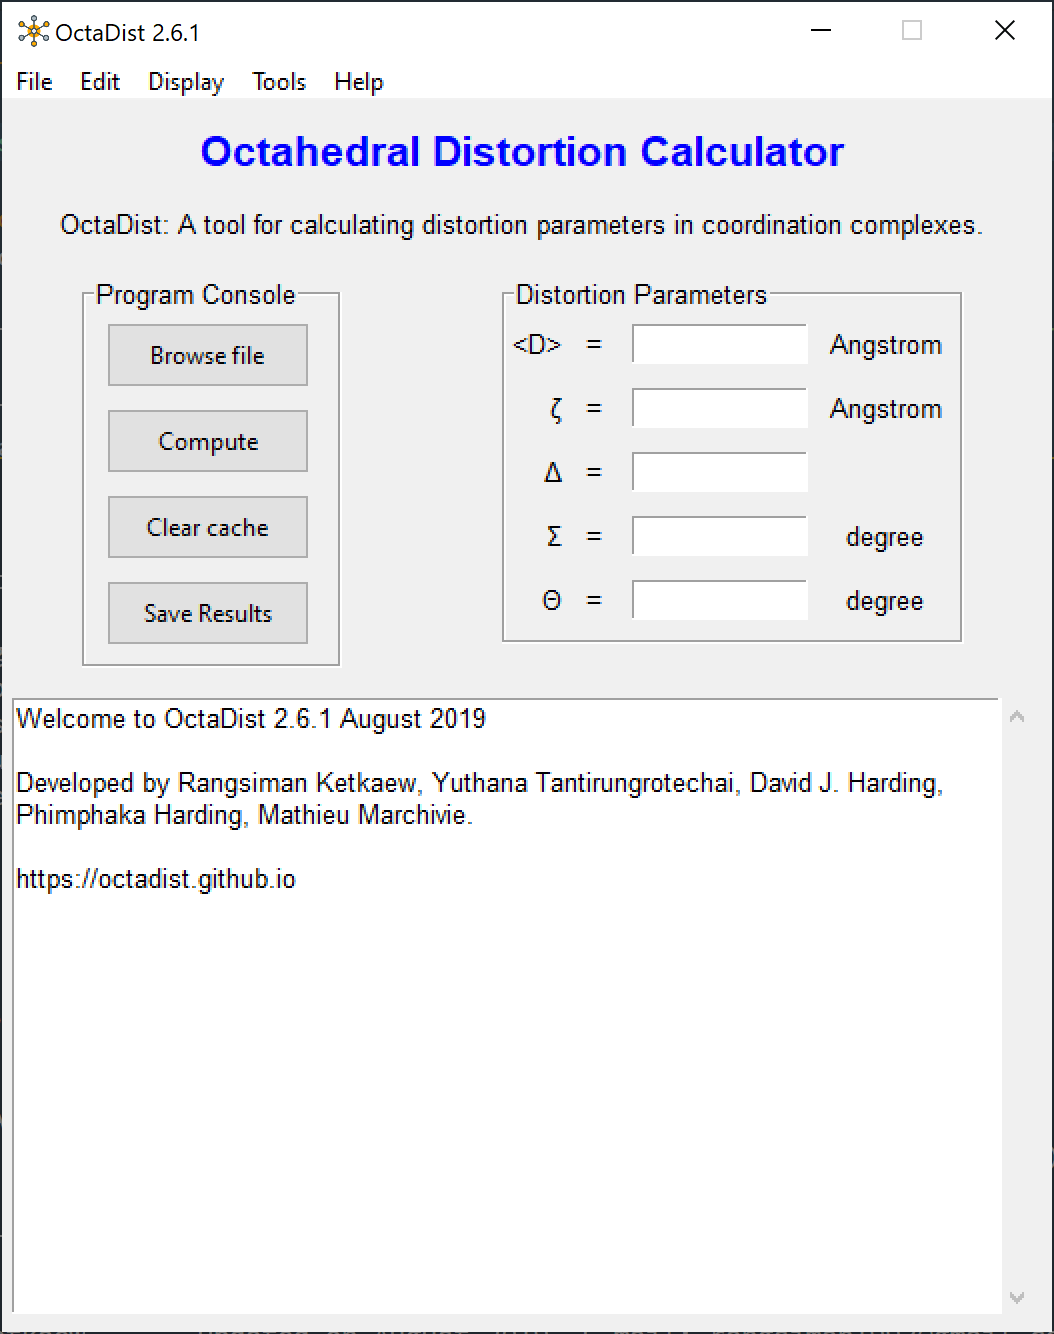 OctaDist 2.6.1
File Edit Display Tools Help
Octahedral Distortion Calculator
OctaDist: A tool for calculating distortion parameters in coordination complexes.
Program Console
Browse file
Compute
Clear cache
Save Results
Distortion Parameters
<D> = Angstrom
ζ = Angstrom
Δ =
Σ = degree
Θ = degree
Welcome to OctaDist 2.6.1 August 2019
Developed by Rangsiman Ketkaew, Yuthana Tantirungrotechai, David J. Harding,
Phimphaka Harding, Mathieu Marchivie.
https://octadist.github.io